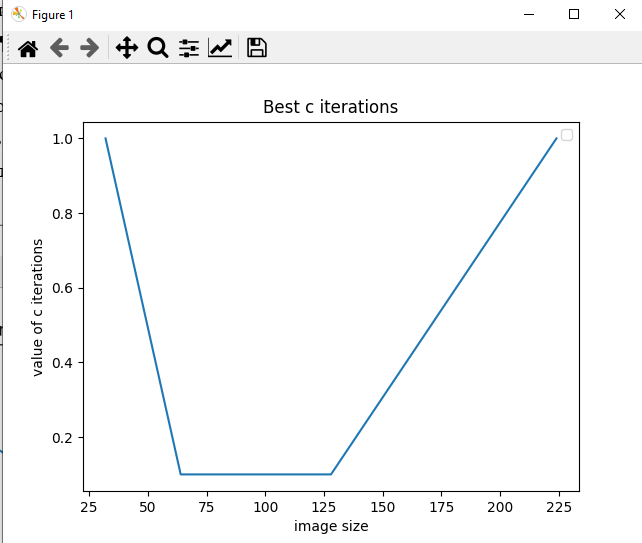 Figure 1
Best c iterations
1.0
0.8
0.6
0.4
0.2
value of c iterations
25 50 75 100 125 150 175 200 225
image size